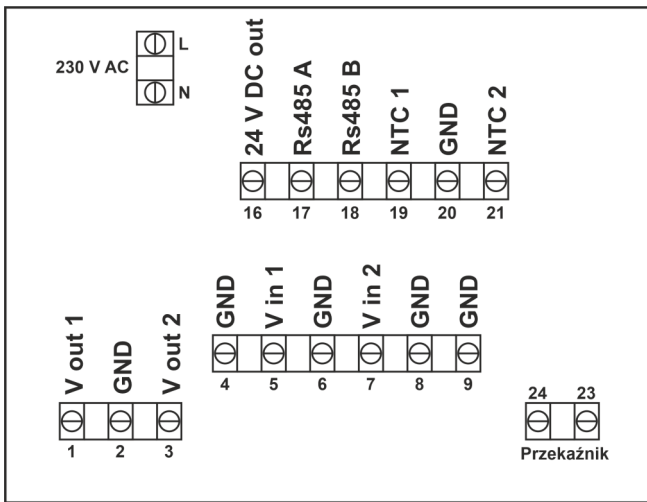 L
230 V AC
N
24 V DC out
Rs485 A
Rs485 B
NTC 1
GND
NTC 2
16 17 18 19 20 21
GND
V in 1
GND
V in 2
GND
GND
4 5 6 7 8 9
V out 1
GND
V out 2
1 2 3
24 23
Przekaźnik